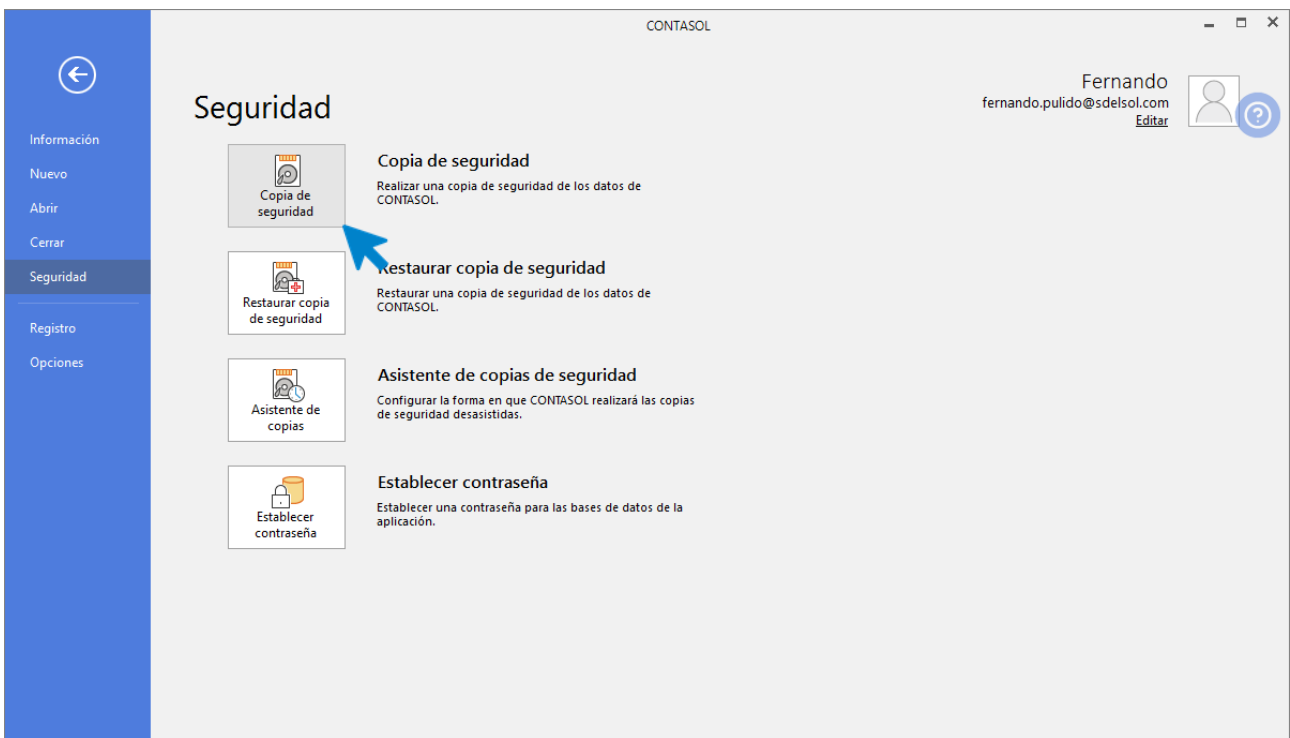 CONTASOL
Fernando
fernando.pulido@sdelsol.com
Editar
Información
Nuevo
Abrir
Cerrar
Seguridad
Registro
Opciones
Seguridad
Copia de
seguridad
Copia de seguridad
Realizar una copia de seguridad de los datos de
CONTASOL.
Restaurar copia
de seguridad
Restaurar copia de seguridad
Restaurar una copia de seguridad de los datos de
CONTASOL.
Asistente de
copias
Asistente de copias de seguridad
Configurar la forma en que CONTASOL realizará las copias
de seguridad desasistidas.
Establecer
contraseña
Establecer contraseña
Establecer una contraseña para las bases de datos de la
aplicación.